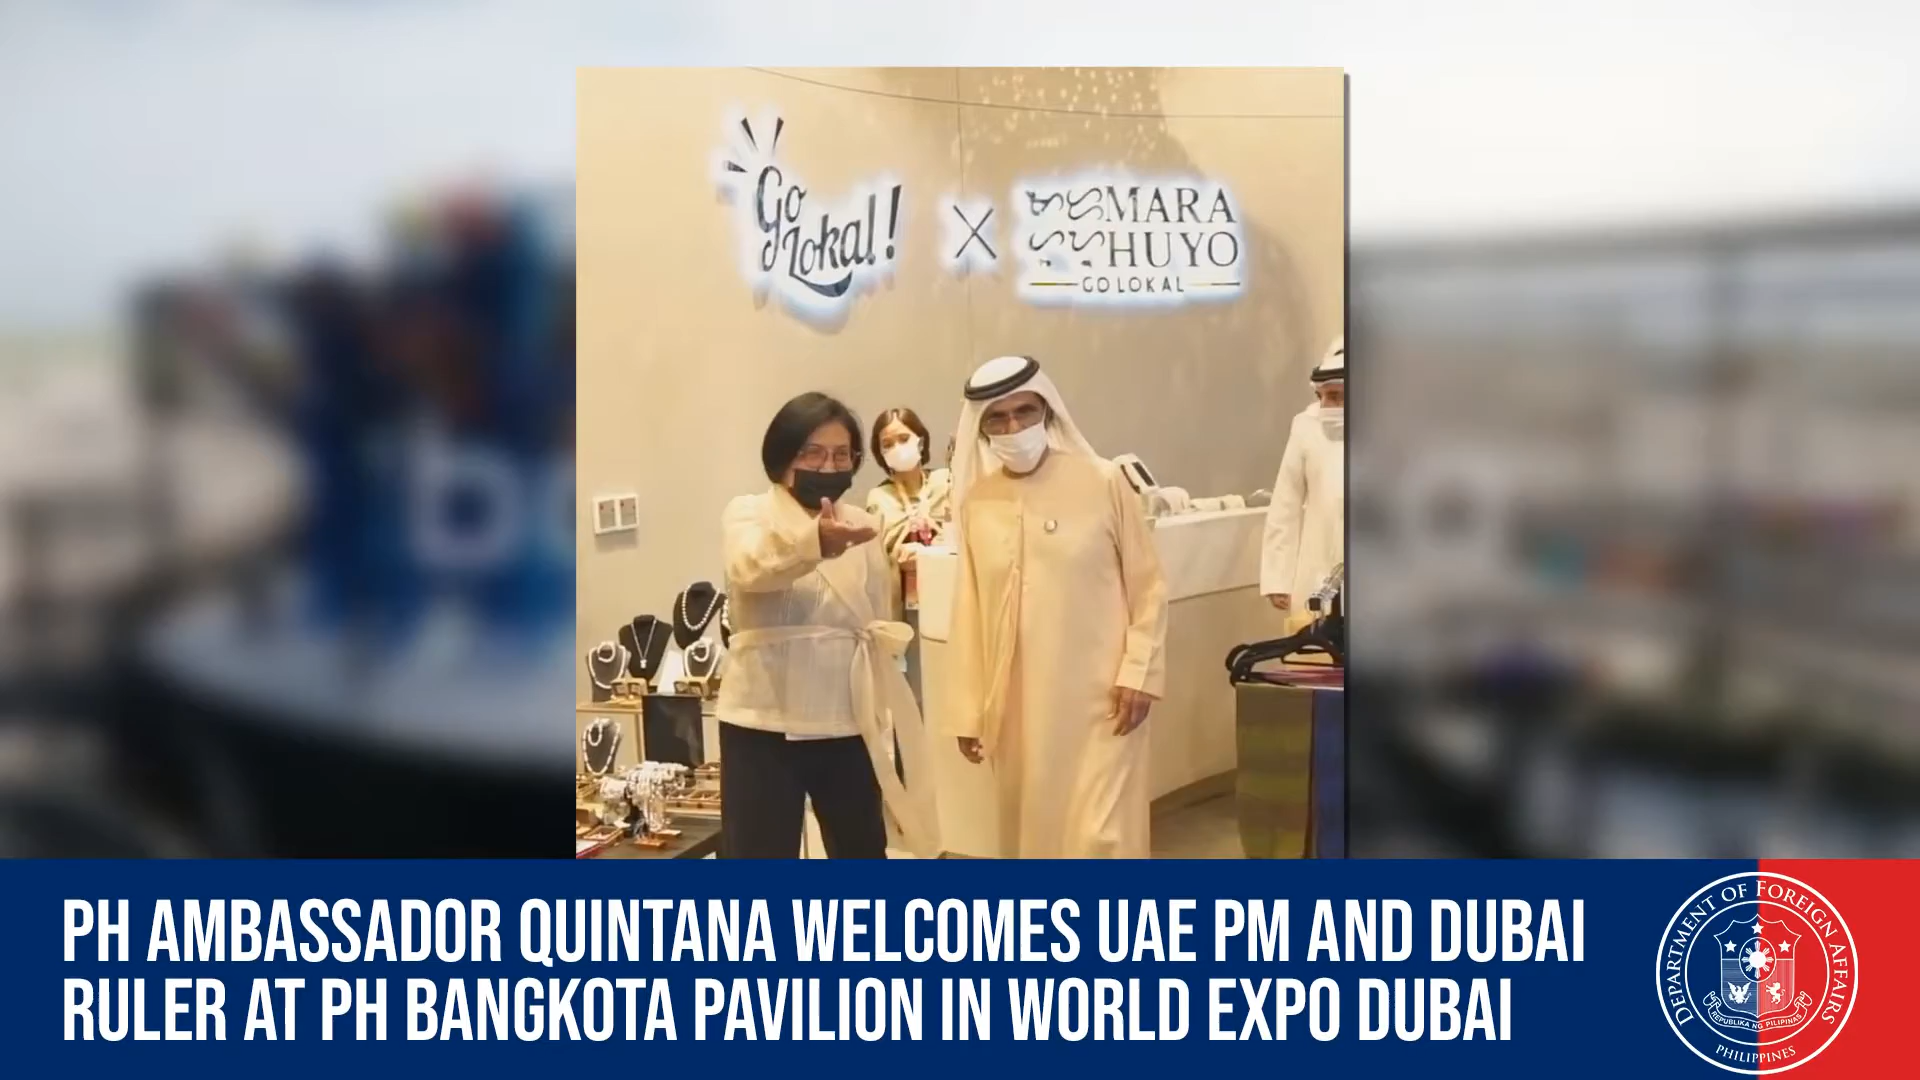 Go
Lokal!
X
ᜋᜇ MARA
ᜑᜓᜌᜓ HUYO
GO LOKAL
PH AMBASSADOR QUINTANA WELCOMES UAE PM AND DUBAI
RULER AT PH BANGKOTA PAVILION IN WORLD EXPO DUBAI
DEPARTMENT OF FOREIGN AFFAIRS
REPUBLIKA NG PILIPINAS
PHILIPPINES